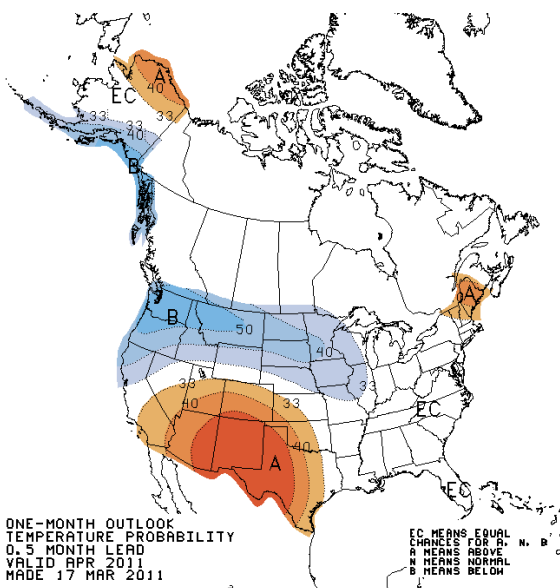 A
40
EC
33
33
33
40
B
A
B
50
40
33
33
33
40
EC
40
A
EC
ONE-MONTH OUTLOOK
TEMPERATURE PROBABILITY
0.5 MONTH LEAD
VALID APR 2011
MADE 17 MAR 2011
EC MEANS EQUAL
CHANCES FOR A, N, B
A MEANS ABOVE
N MEANS NORMAL
B MEANS BELOW